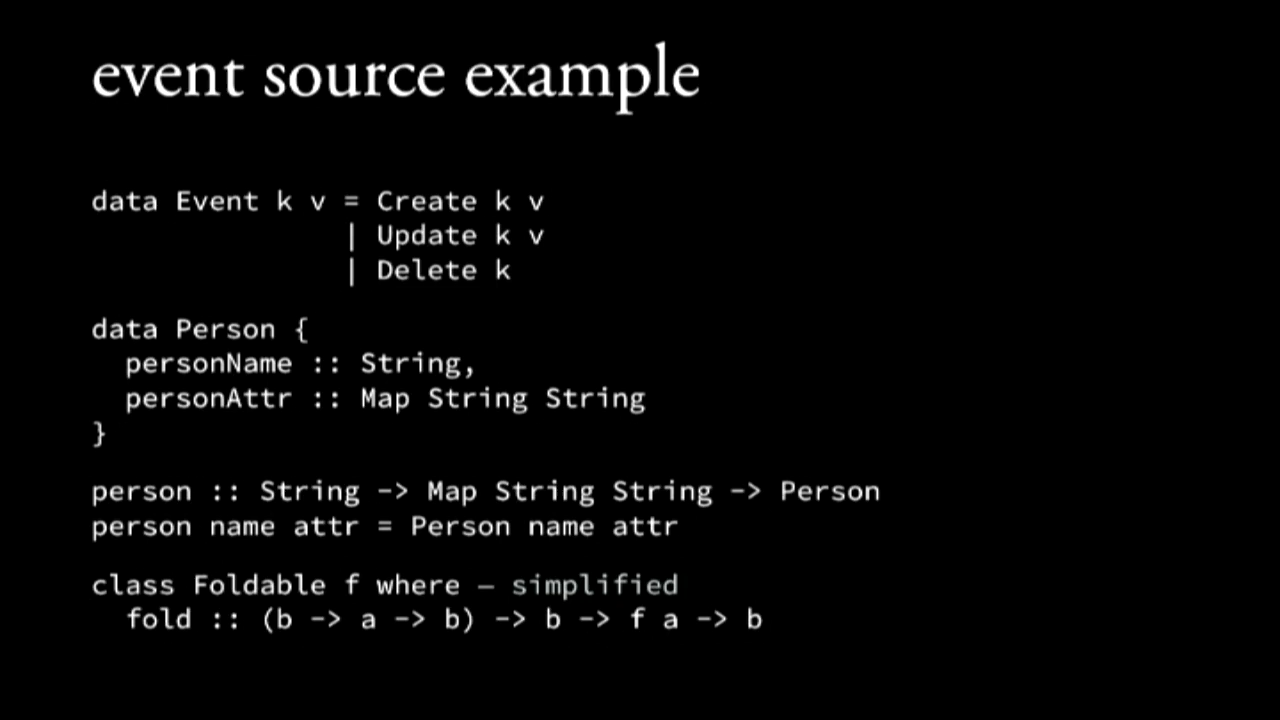 event source example
data Event k v = Create k v
| Update k v
| Delete k
data Person {
personName :: String,
personAttr :: Map String String
}
person :: String -> Map String String -> Person
person name attr = Person name attr
class Foldable f where — simplified
fold :: (b -> a -> b) -> b -> f a -> b